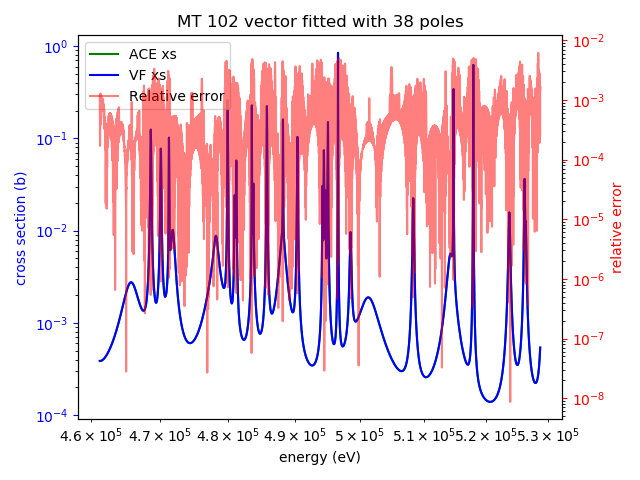 MT 102 vector fitted with 38 poles
ACE xs
VF xs
Relative error
10⁰
10⁻¹
10⁻²
10⁻³
10⁻⁴
cross section (b)
10⁻²
10⁻³
10⁻⁴
10⁻⁵
10⁻⁶
10⁻⁷
10⁻⁸
relative error
4.6 × 10⁵ 4.7 × 10⁵ 4.8 × 10⁵ 4.9 × 10⁵ 5 × 10⁵ 5.1 × 10⁵ 5.2 × 10⁵ 5.3 × 10⁵
energy (eV)